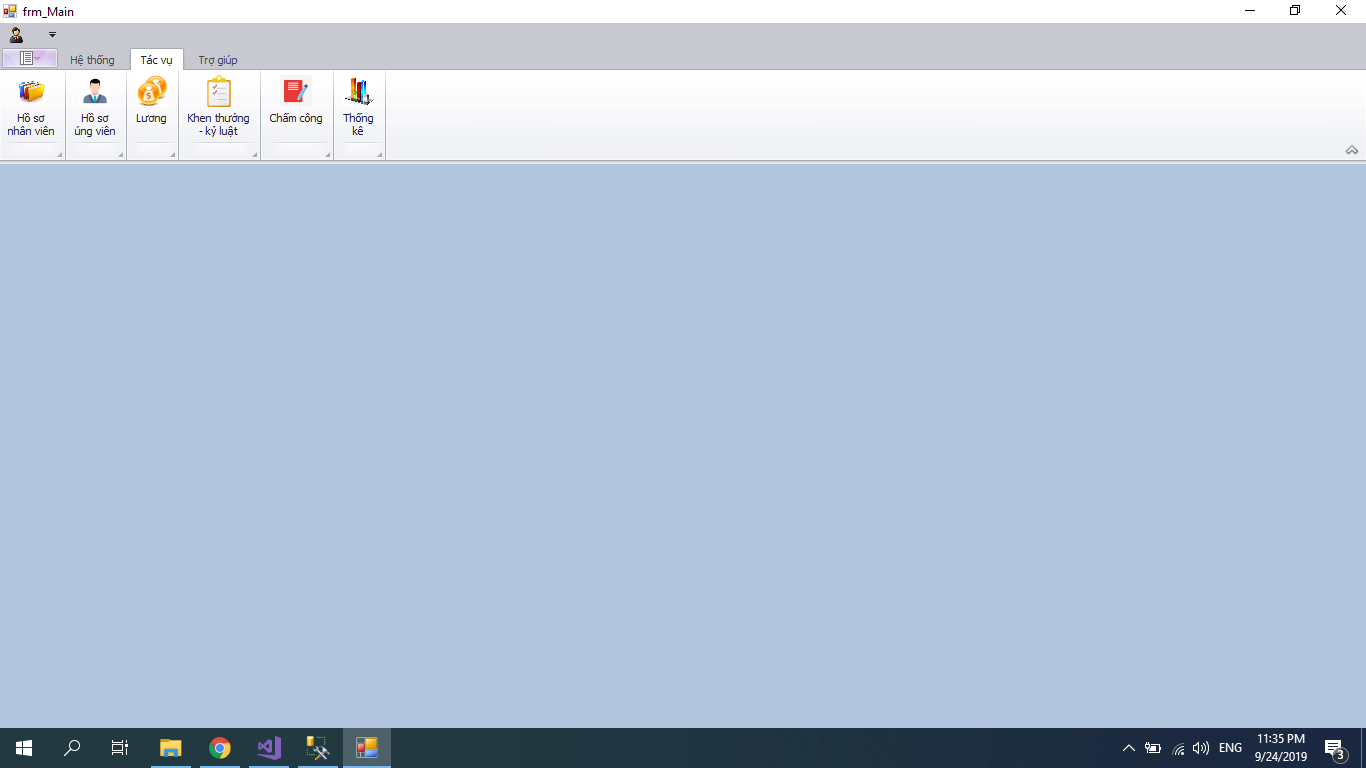 frm_Main
Hệ thống
Tác vụ
Trợ giúp
Hồ sơ
nhân viên
Hồ sơ
ứng viên
Lương
Khen thưởng
- kỷ luật
Chấm công
Thống
kê
ENG
11:35 PM
9/24/2019
3